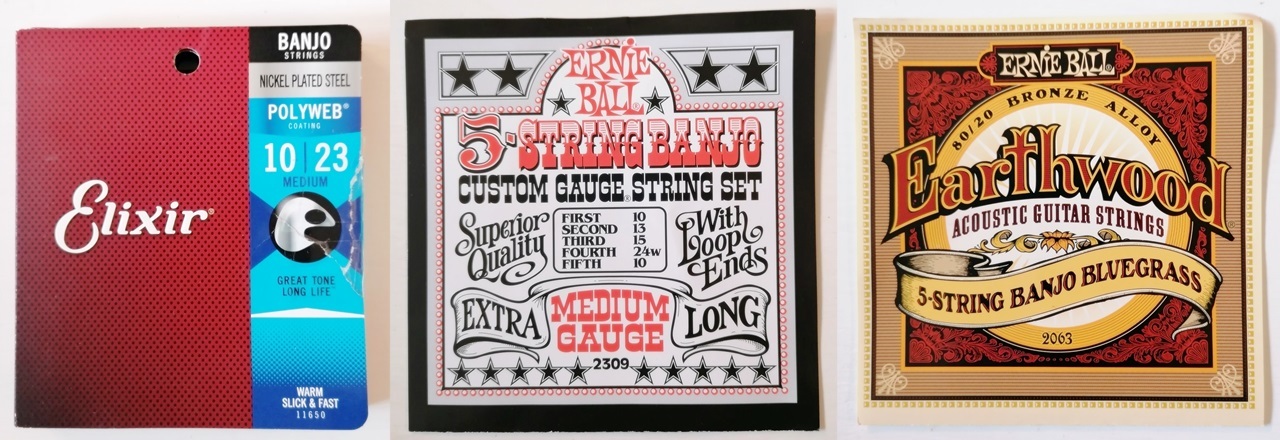 Elixir®
BANJO
STRINGS
NICKEL PLATED STEEL
POLYWEB®
COATING
10 | 23
MEDIUM
GREAT TONE
LONG LIFE
WARM
SLICK & FAST
11650
ERNIE
BALL®
5-STRING BANJO
CUSTOM GAUGE® STRING SET
Superior
Quality
FIRST 10
SECOND 13
THIRD 15
FOURTH 24w
FIFTH 10
With
Loop
Ends
EXTRA
MEDIUM
GAUGE
LONG
2309
ERNIE BALL®
80/20 BRONZE ALLOY
Earthwood
ACOUSTIC GUITAR STRINGS
5-STRING BANJO BLUEGRASS
2063